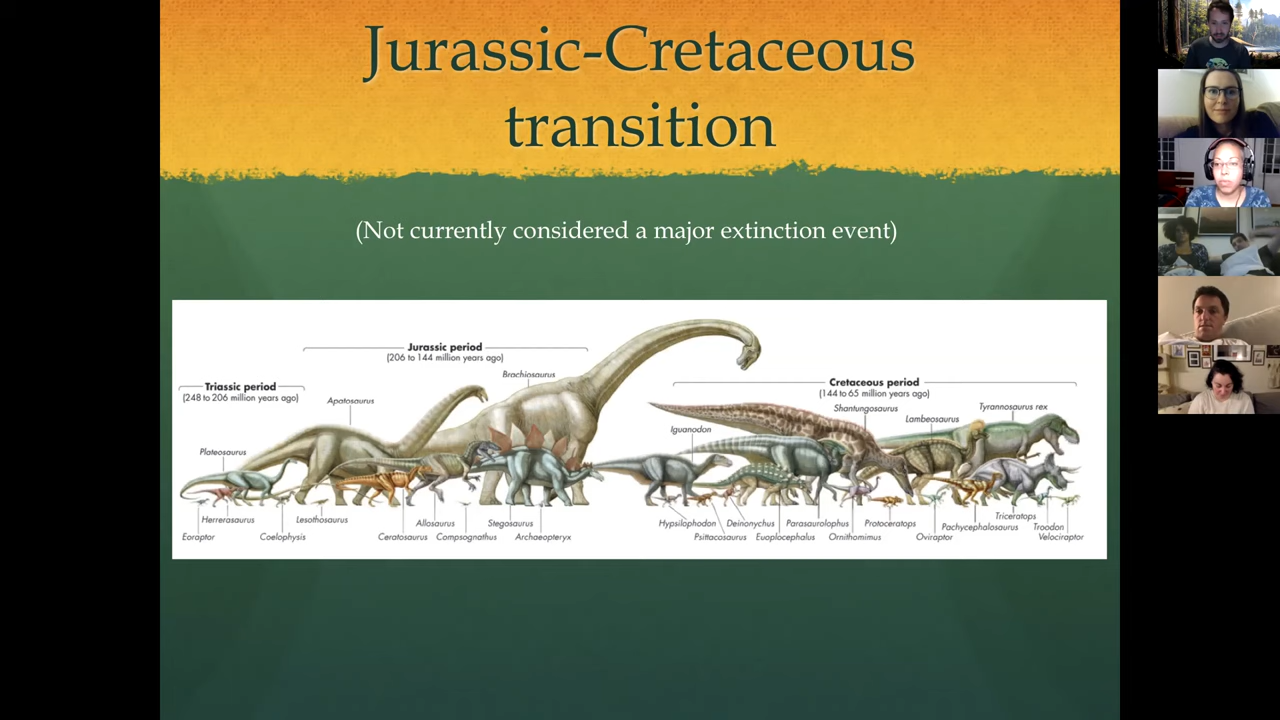 Jurassic-Cretaceous
transition
(Not currently considered a major extinction event)
Jurassic period
(206 to 144 million years ago)
Brachiosaurus
Triassic period
(248 to 206 million years ago)
Apatosaurus
Plateosaurus
Cretaceous period
(144 to 65 million years ago)
Shantungosaurus
Tyrannosaurus rex
Lambeosaurus
Iguanodon
Herrerasaurus
Lesothosaurus
Allosaurus
Stegosaurus
Eoraptor
Coelophysis
Ceratosaurus
Compsognathus
Archaeopteryx
Hypsilophodon
Deinonychus
Parasaurolophus
Protoceratops
Triceratops
Pachycephalosaurus
Troodon
Psittacosaurus
Euoplocephalus
Ornithomimus
Oviraptor
Velociraptor